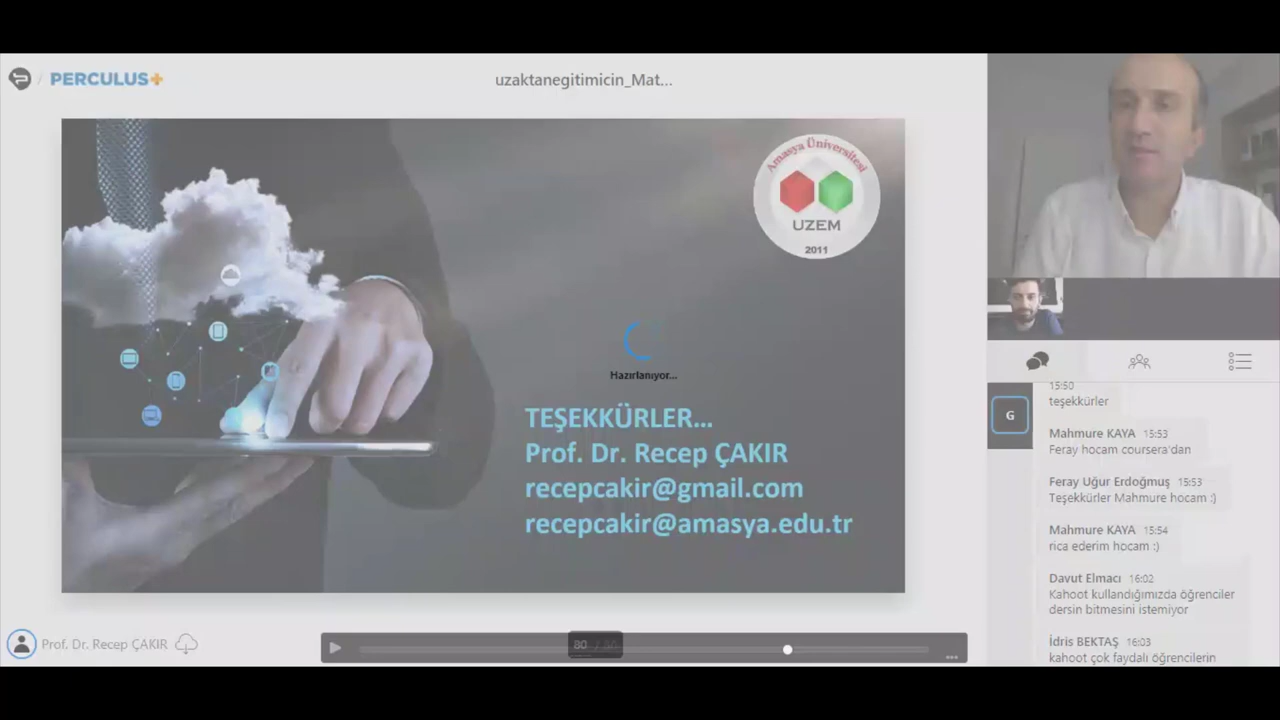 PERCULUS+
uzaktanegitimicin_Mat...
Amasya Üniversitesi
UZEM
2011
Hazırlanıyor...
TEŞEKKÜRLER...
Prof. Dr. Recep ÇAKIR
recepcakir@gmail.com
recepcakir@amasya.edu.tr
Prof. Dr. Recep ÇAKIR
80
G
15:50
teşekkürler
Mahmure KAYA 15:53
Feray hocam coursera'dan
Feray Uğur Erdoğmuş 15:53
Teşekkürler Mahmure hocam :)
Mahmure KAYA 15:54
rica ederim hocam :)
Davut Elmacı 16:02
Kahoot kullandığımızda öğrenciler
dersin bitmesini istemiyor
İdris BEKTAŞ 16:03
kahoot çok faydalı öğrencilerin